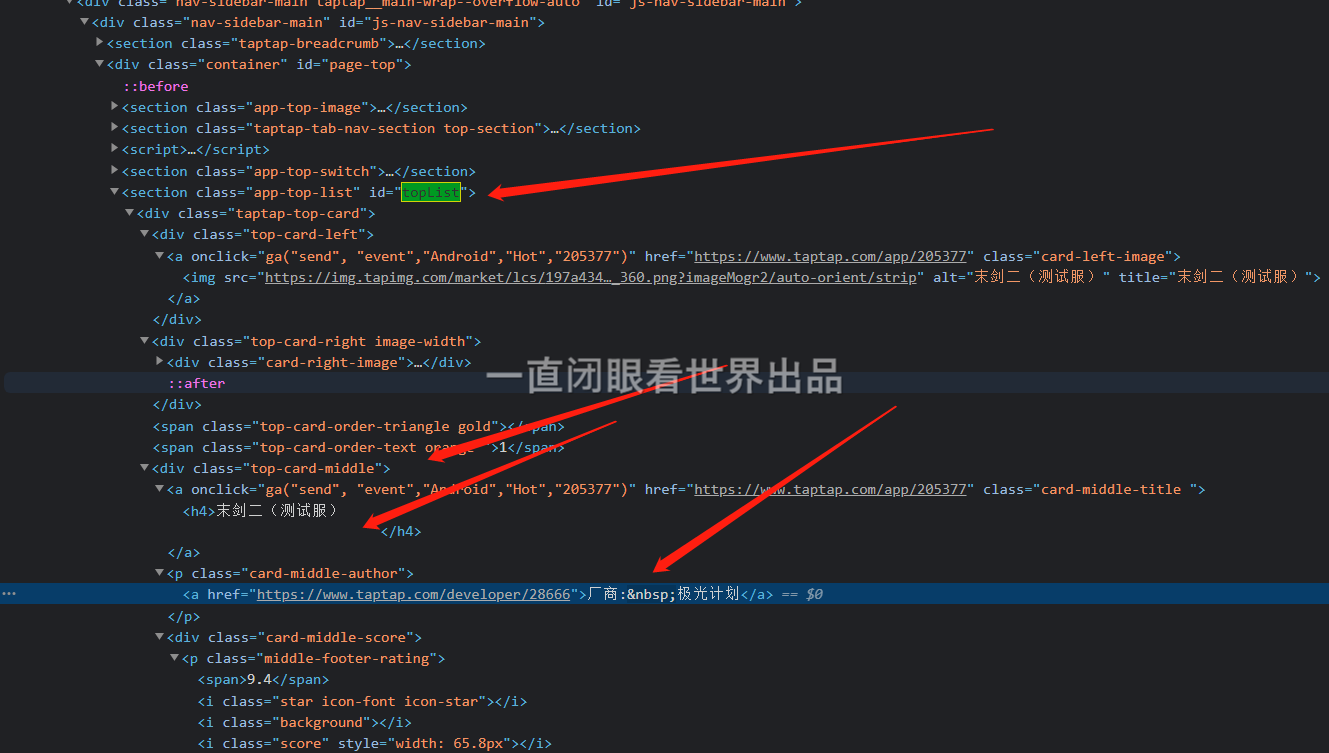 <div class="nav-sidebar-main taptap__main-wrap--overflow-auto" id="js-nav-sidebar-main">
<div class="nav-sidebar-main" id="js-nav-sidebar-main">
<section class="taptap-breadcrumb">…</section>
<div class="container" id="page-top">
::before
<section class="app-top-image">…</section>
<section class="taptap-tab-nav-section top-section">…</section>
<script>…</script>
<section class="app-top-switch">…</section>
<section class="app-top-list" id="topList">
<div class="taptap-top-card">
<div class="top-card-left">
<a onclick="ga("send", "event","Android","Hot","205377")" href="https://www.taptap.com/app/205377" class="card-left-image">
<img src="https://img.tapimg.com/market/lcs/197a434…_360.png?imageMogr2/auto-orient/strip" alt="末剑二（测试服）" title="末剑二（测试服）">
</a>
</div>
<div class="top-card-right image-width">
<div class="card-right-image">…</div>
一直闭眼看世界出品
::after
</div>
<span class="top-card-order-triangle gold"></span>
<span class="top-card-order-text orange ">1</span>
<div class="top-card-middle">
<a onclick="ga("send", "event","Android","Hot","205377")" href="https://www.taptap.com/app/205377" class="card-middle-title ">
<h4>末剑二（测试服）
</h4>
</a>
<p class="card-middle-author">
… <a href="https://www.taptap.com/developer/28666">厂商:&nbsp;极光计划</a> == $0
</p>
<div class="card-middle-score">
<p class="middle-footer-rating">
<span>9.4</span>
<i class="star icon-font icon-star"></i>
<i class="background"></i>
<i class="score" style="width: 65.8px"></i>